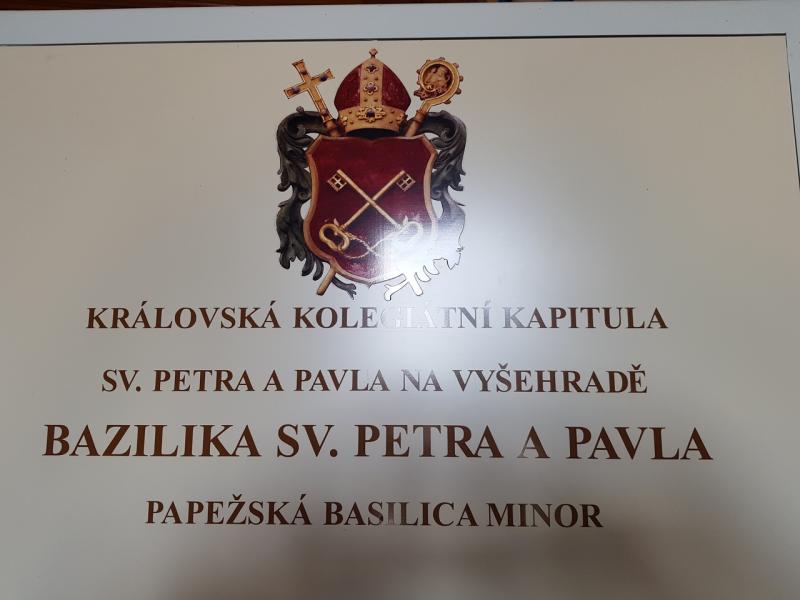 KRÁLOVSKÁ KOLEGIÁTNÍ KAPITULA
SV. PETRA A PAVLA NA VYŠEHRADĚ
BAZILIKA SV. PETRA A PAVLA
PAPEŽSKÁ BASILICA MINOR